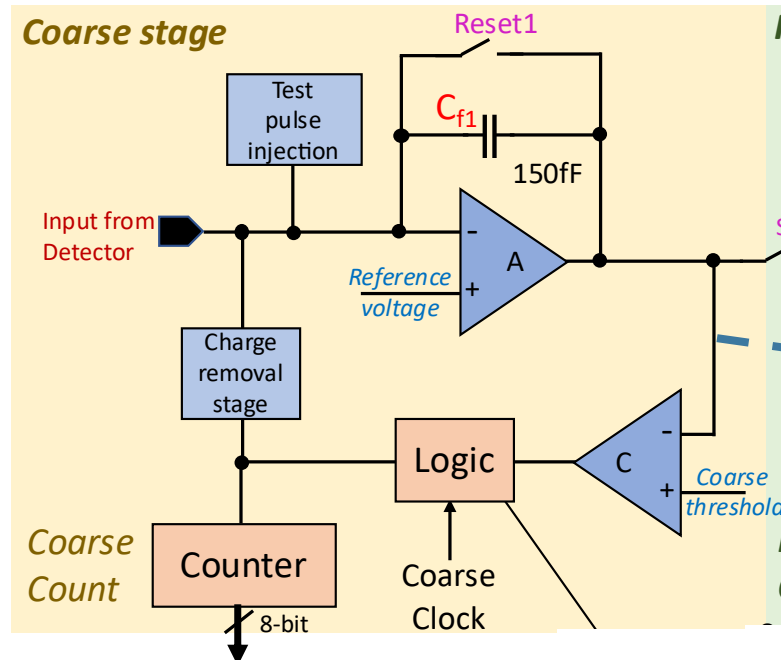 Coarse stage
Reset1
Test
pulse
injection
Cf1
150fF
Input from
Detector
-
A
Reference
voltage
+
Charge
removal
stage
-
Logic
C
Coarse
threshold
+
Coarse
Count
Counter
Coarse
Clock
8-bit